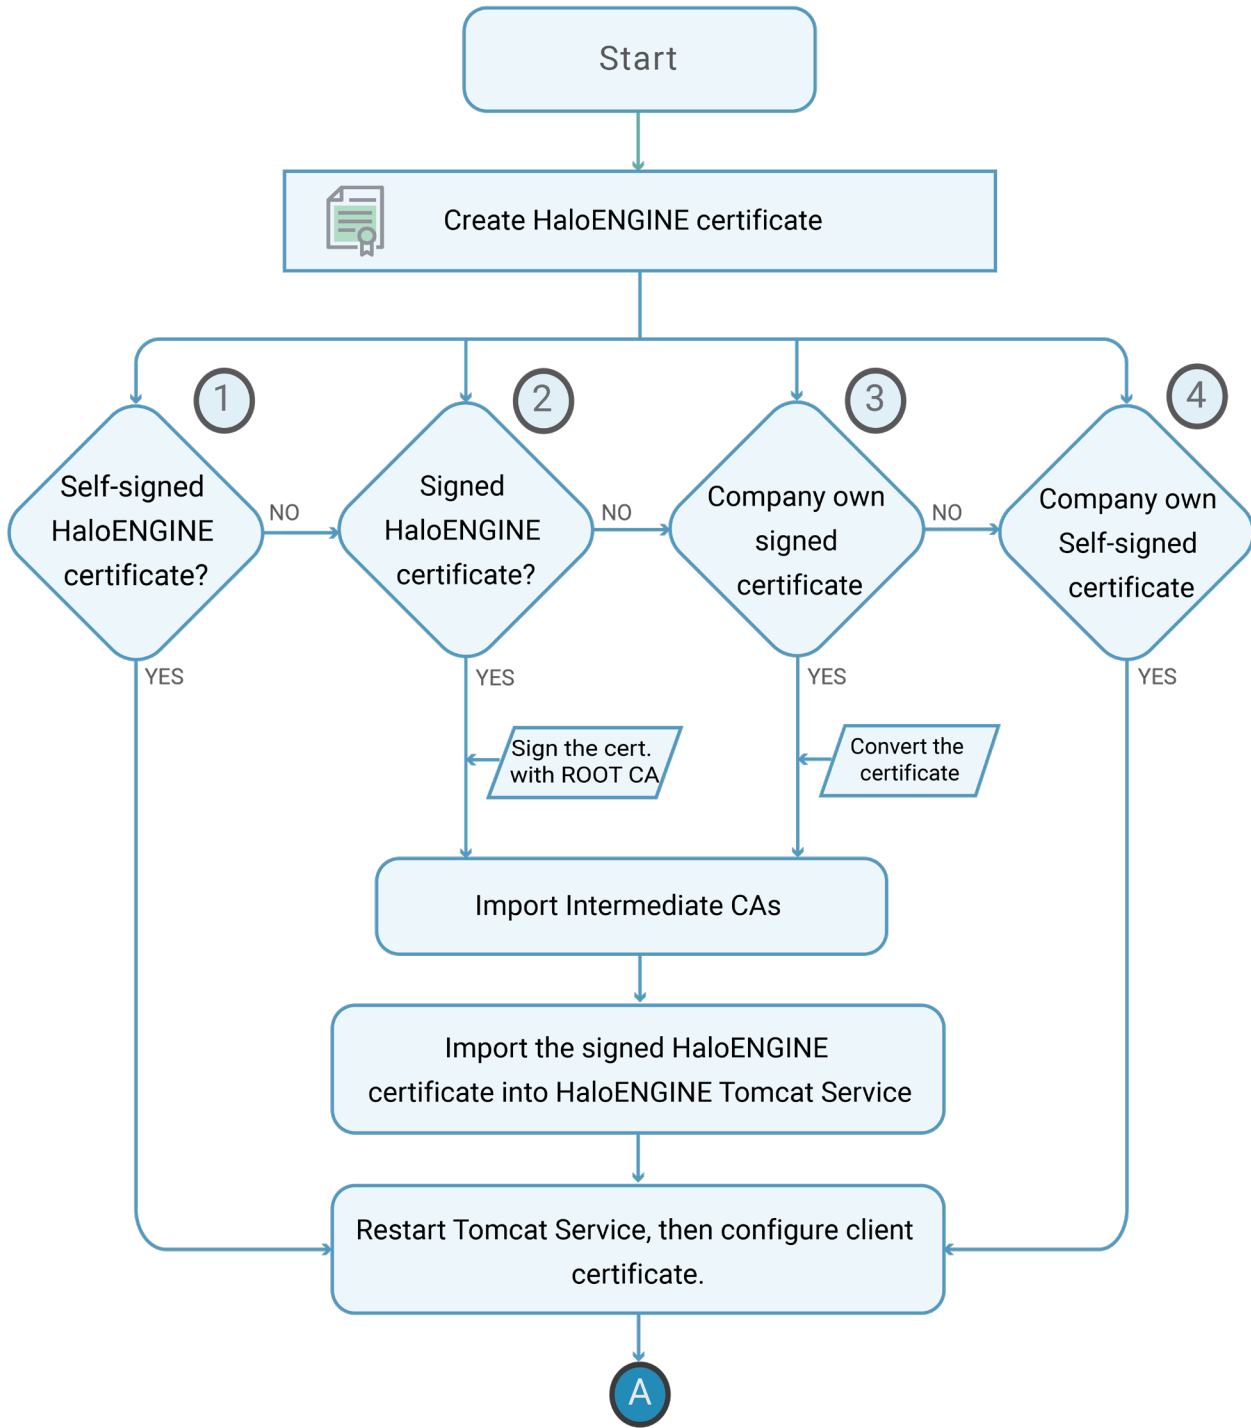 Start
Create HaloENGINE certificate
1
2
3
4
Self-signed
HaloENGINE
certificate?
NO
Signed
HaloENGINE
certificate?
NO
Company own
signed
certificate
NO
Company own
Self-signed
certificate
YES
YES
YES
YES
Sign the cert.
with ROOT CA
Convert the
certificate
Import Intermediate CAs
Import the signed HaloENGINE
certificate into HaloENGINE Tomcat Service
Restart Tomcat Service, then configure client
certificate.
A